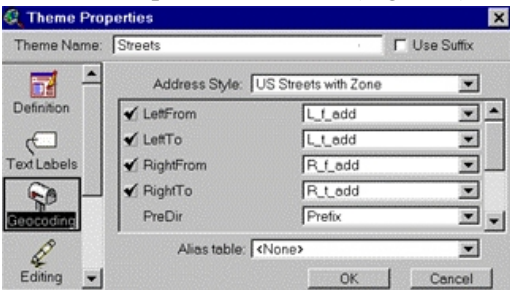 Theme Properties
Theme Name: Streets Use Suffix
Definition
Text Labels
Geocoding
Editing
Address Style: US Streets with Zone
LeftFrom L_f_add
LeftTo L_t_add
RightFrom R_f_add
RightTo R_t_add
PreDir Prefix
Alias table: <None>
OK Cancel